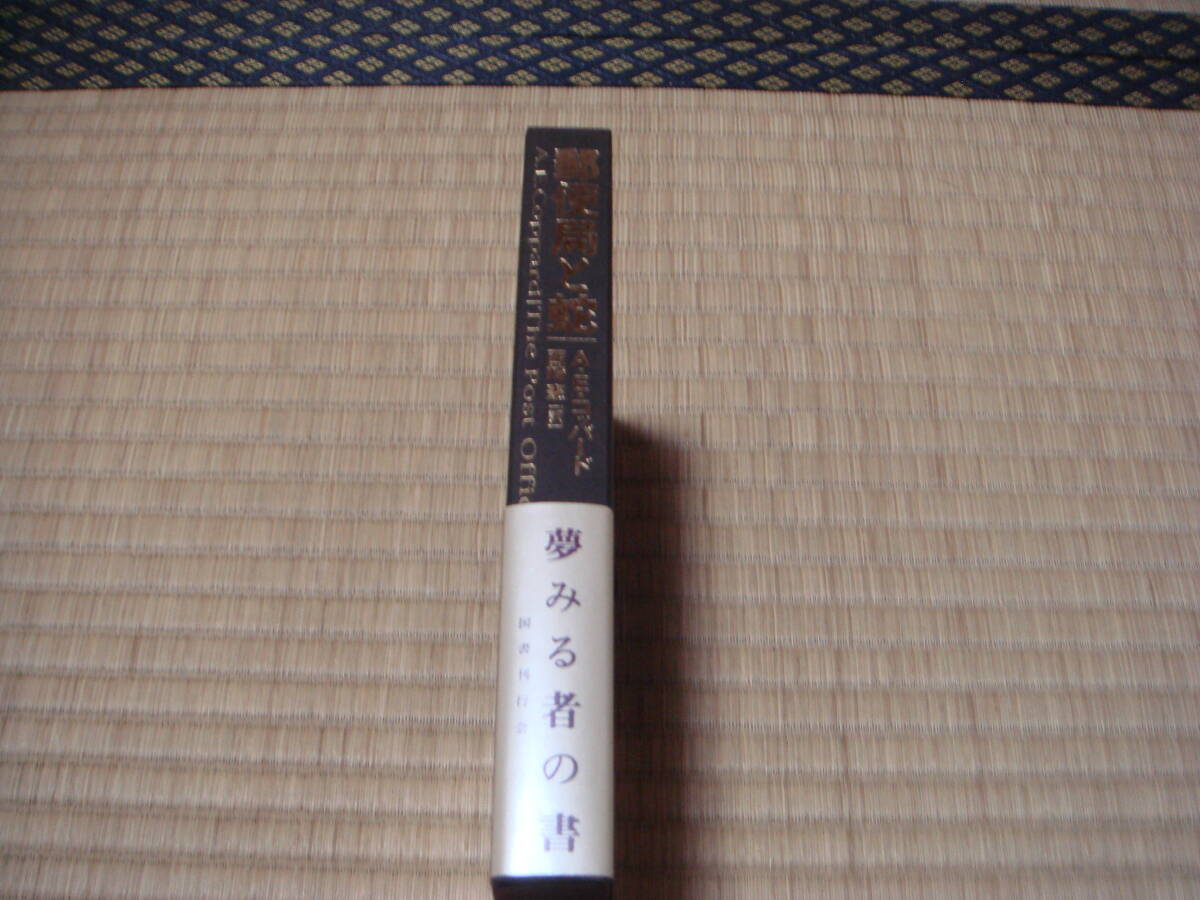 郵便局と蛇
A・E・コッパード
西崎憲 訳
A.E.Coppard|The Post Offic
夢みる者の書
国書刊行会